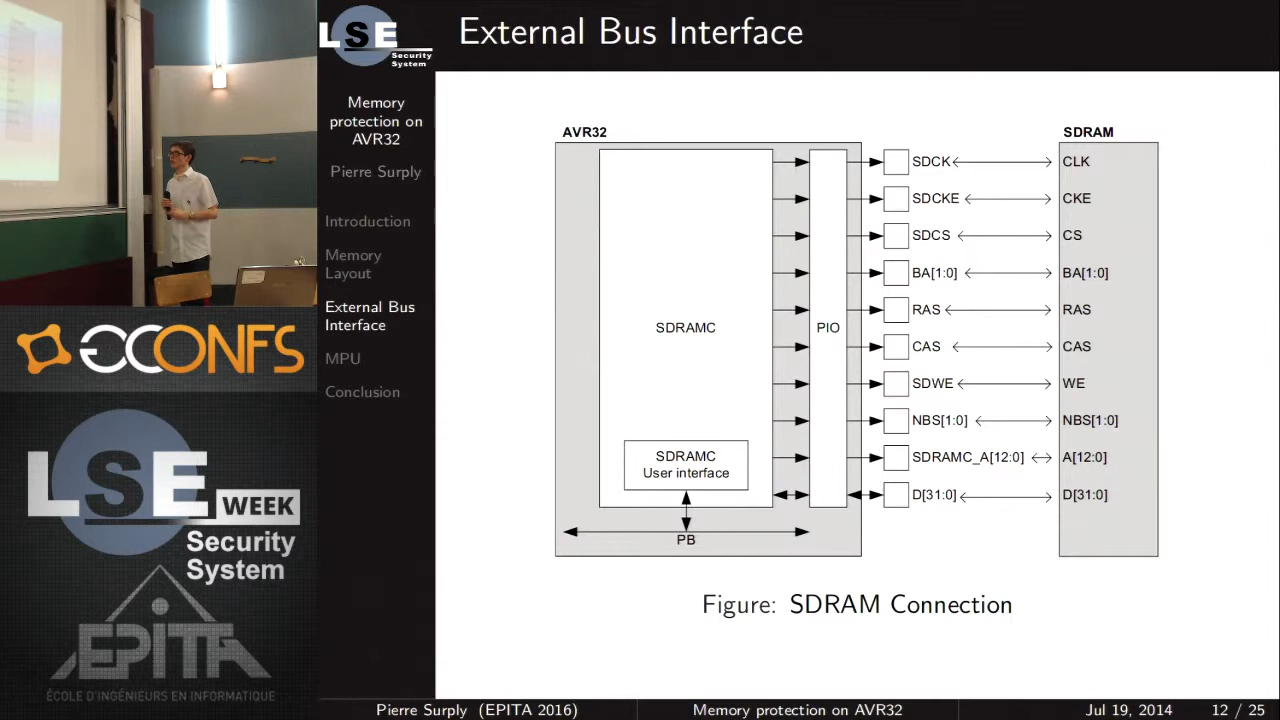 LSE
Security
System
External Bus Interface
Memory
protection on
AVR32
Pierre Surply
Introduction
Memory
Layout
External Bus
Interface
MPU
Conclusion
AVR32
SDRAM
SDRAMC
PIO
SDRAMC
User interface
PB
SDCK
CLK
SDCKE
CKE
SDCS
CS
BA[1:0]
BA[1:0]
RAS
RAS
CAS
CAS
SDWE
WE
NBS[1:0]
NBS[1:0]
SDRAMC_A[12:0]
A[12:0]
D[31:0]
D[31:0]
Figure: SDRAM Connection
CONFS
LSE
WEEK
Security
System
EPITA
ÉCOLE D'INGÉNIEURS EN INFORMATIQUE
Pierre Surply (EPITA 2016)
Memory protection on AVR32
Jul 19, 2014
12 / 25